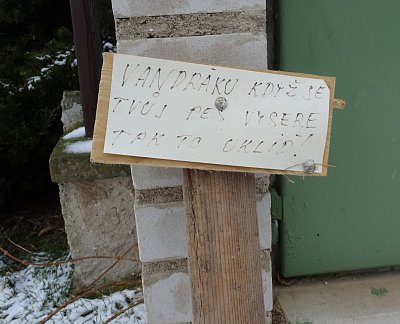 VANDRÁKU KDYŽ SE
TVŮJ PES VYSERE
TAK TO UKLIĎ!